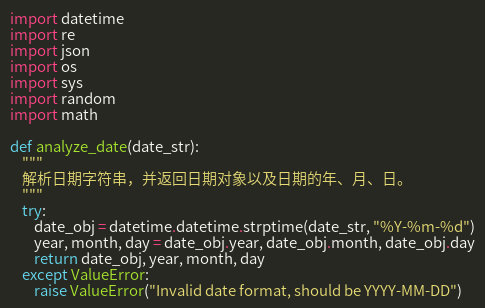 import datetime
import re
import json
import os
import sys
import random
import math
def analyze_date(date_str):
"""
解析日期字符串，并返回日期对象以及日期的年、月、日。
"""
try:
date_obj = datetime.datetime.strptime(date_str, "%Y-%m-%d")
year, month, day = date_obj.year, date_obj.month, date_obj.day
return date_obj, year, month, day
except ValueError:
raise ValueError("Invalid date format, should be YYYY-MM-DD")